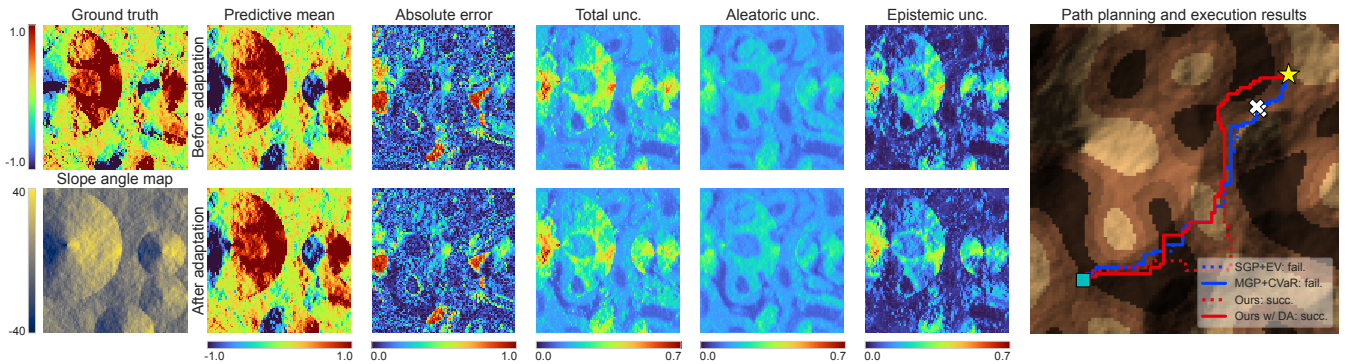 Ground truth
Predictive mean
Absolute error
Total unc.
Aleatoric unc.
Epistemic unc.
Path planning and execution results
1.0
-1.0
Before adaptation
Slope angle map
40
-40
After adaptation
-1.0 1.0
0.0 1.0
0.0 0.7
0.0 0.7
0.0 0.7
SGP+EV: fail.
MGP+CVaR: fail.
Ours: succ.
Ours w/ DA: succ.